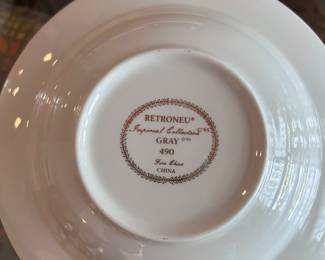 RETRONEU®
Imperial Collection
GRAY
490
Fine China
CHINA